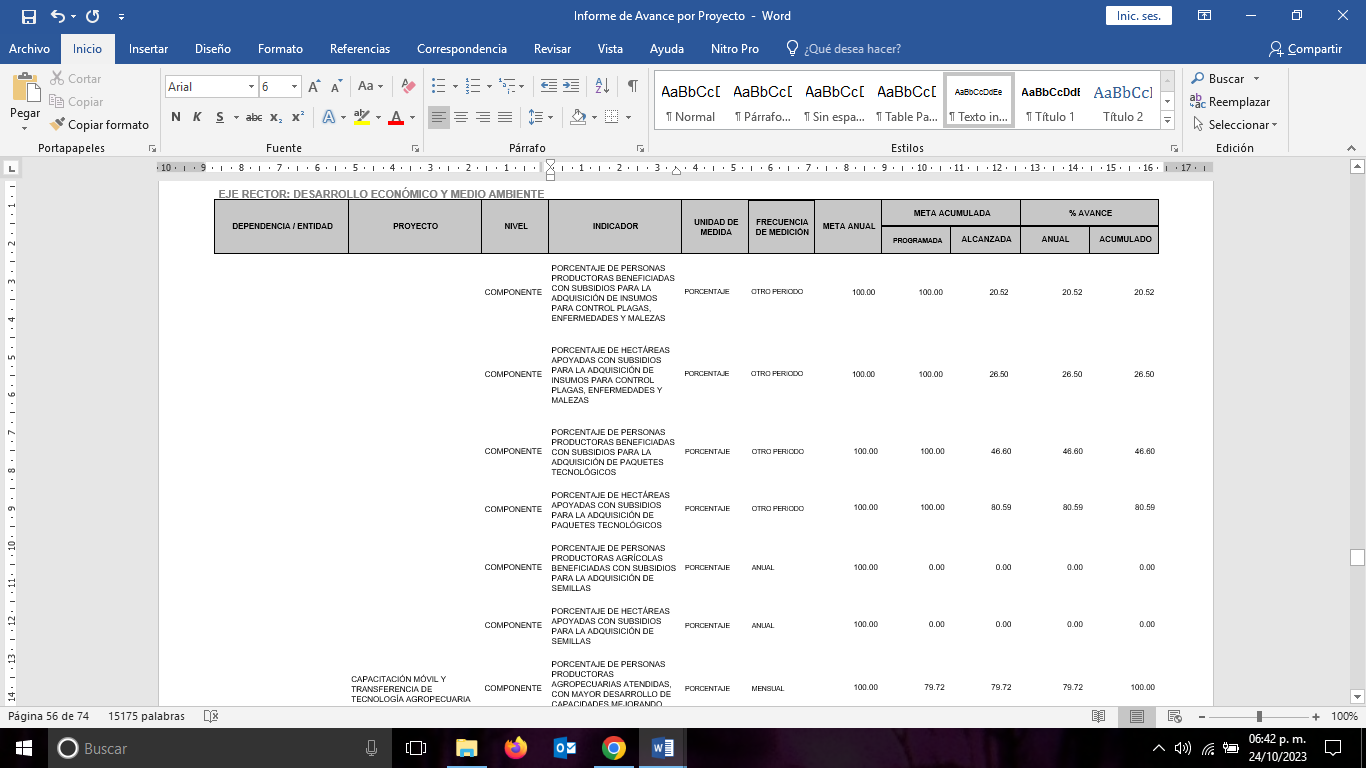 Informe de Avance por Proyecto - Word
Inic. ses.
Archivo Inicio Insertar Diseño Formato Referencias Correspondencia Revisar Vista Ayuda Nitro Pro ¿Qué desea hacer? Compartir
Pegar
Cortar
Copiar
Copiar formato
Portapapeles
Arial 6
N K S abc x₂ x²
Fuente
Párrafo
AaBbCcD AaBbCcD AaBbCcD AaBbCcD AaBbCcDdEe AaBbCcDdE AaBbCcI
¶ Normal ¶ Párrafo... ¶ Sin espa... ¶ Table Pa... ¶ Texto in... ¶ Título 1 Título 2
Estilos
Buscar
Reemplazar
Seleccionar
Edición
EJE RECTOR: DESARROLLO ECONÓMICO Y MEDIO AMBIENTE
DEPENDENCIA / ENTIDAD PROYECTO NIVEL INDICADOR UNIDAD DE MEDIDA FRECUENCIA DE MEDICIÓN META ANUAL META ACUMULADA % AVANCE
PROGRAMADA ALCANZADA ANUAL ACUMULADO
PORCENTAJE DE PERSONAS
PRODUCTORAS BENEFICIADAS
CON SUBSIDIOS PARA LA
COMPONENTE ADQUISICIÓN DE INSUMOS PORCENTAJE OTRO PERIODO 100.00 100.00 20.52 20.52 20.52
PARA CONTROL PLAGAS,
ENFERMEDADES Y MALEZAS
PORCENTAJE DE HECTÁREAS
APOYADAS CON SUBSIDIOS
COMPONENTE PARA LA ADQUISICIÓN DE PORCENTAJE OTRO PERIODO 100.00 100.00 26.50 26.50 26.50
INSUMOS PARA CONTROL
PLAGAS, ENFERMEDADES Y
MALEZAS
PORCENTAJE DE PERSONAS
PRODUCTORAS BENEFICIADAS
COMPONENTE CON SUBSIDIOS PARA LA PORCENTAJE OTRO PERIODO 100.00 100.00 46.60 46.60 46.60
ADQUISICIÓN DE PAQUETES
TECNOLÓGICOS
PORCENTAJE DE HECTÁREAS
APOYADAS CON SUBSIDIOS
COMPONENTE PARA LA ADQUISICIÓN DE PORCENTAJE OTRO PERIODO 100.00 100.00 80.59 80.59 80.59
PAQUETES TECNOLÓGICOS
PORCENTAJE DE PERSONAS
PRODUCTORAS AGRÍCOLAS
COMPONENTE BENEFICIADAS CON SUBSIDIOS PORCENTAJE ANUAL 100.00 0.00 0.00 0.00 0.00
PARA LA ADQUISICIÓN DE
SEMILLAS
PORCENTAJE DE HECTÁREAS
APOYADAS CON SUBSIDIOS
COMPONENTE PARA LA ADQUISICIÓN DE PORCENTAJE ANUAL 100.00 0.00 0.00 0.00 0.00
SEMILLAS
PORCENTAJE DE PERSONAS
PRODUCTORAS
CAPACITACIÓN MÓVIL Y AGROPECUARIAS ATENDIDAS,
TRANSFERENCIA DE COMPONENTE CON MAYOR DESARROLLO DE PORCENTAJE MENSUAL 100.00 79.72 79.72 79.72 100.00
TECNOLOGÍA AGROPECUARIA CAPACIDADES MEJORANDO
Página 56 de 74 15175 palabras 100%
Buscar
06:42 p. m.
24/10/2023